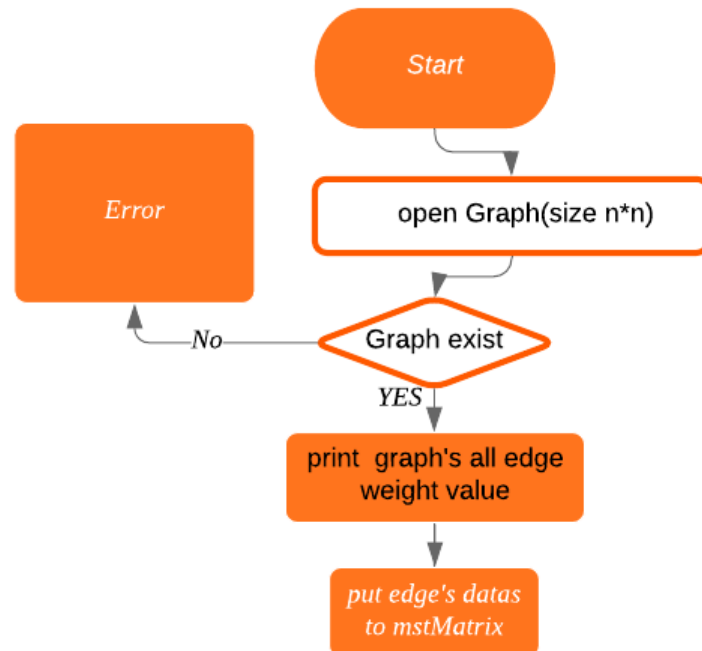 Start
Error
open Graph(size n*n)
Graph exist
No
YES
print graph's all edge
weight value
put edge's datas
to mstMatrix